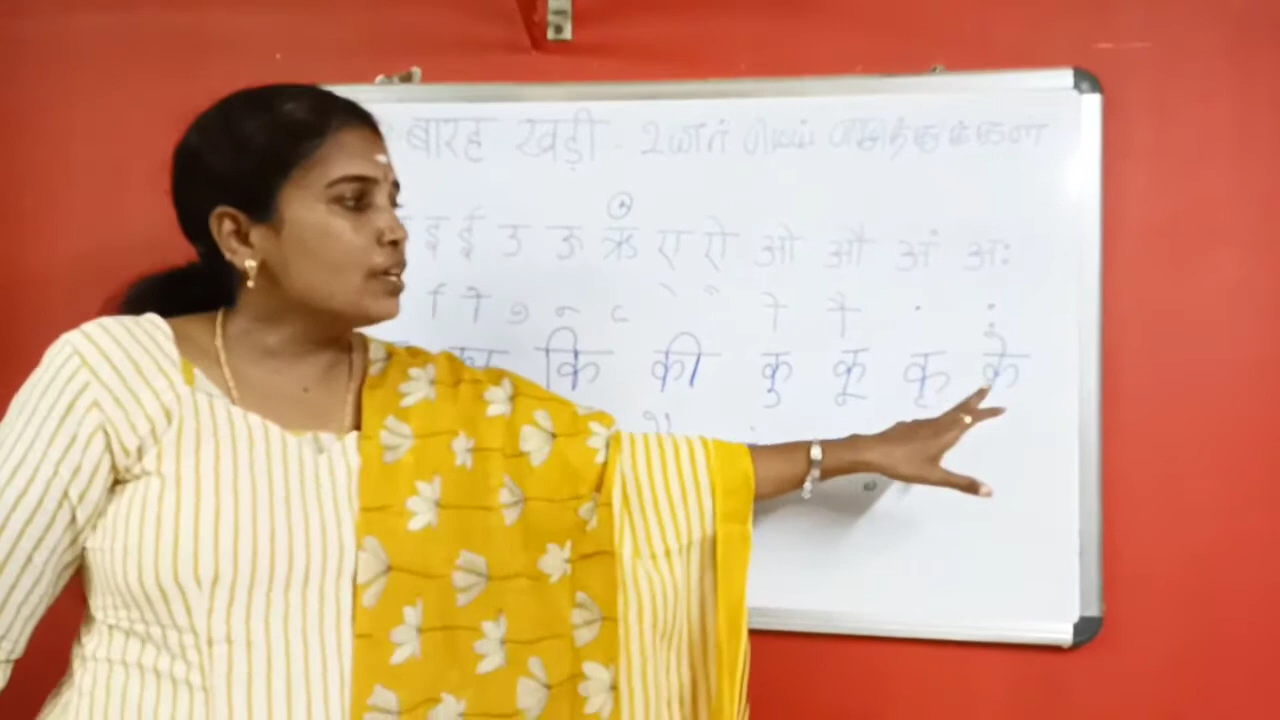 बारह खड़ी - உயிர் மெய் எழுத்துக்கள்
इ ई उ ऊ ऋ ए ऐ ओ औ अं अः
ि ी ु ू ृ े ै ो ौ ं ः
का कि की कु कू कृ के